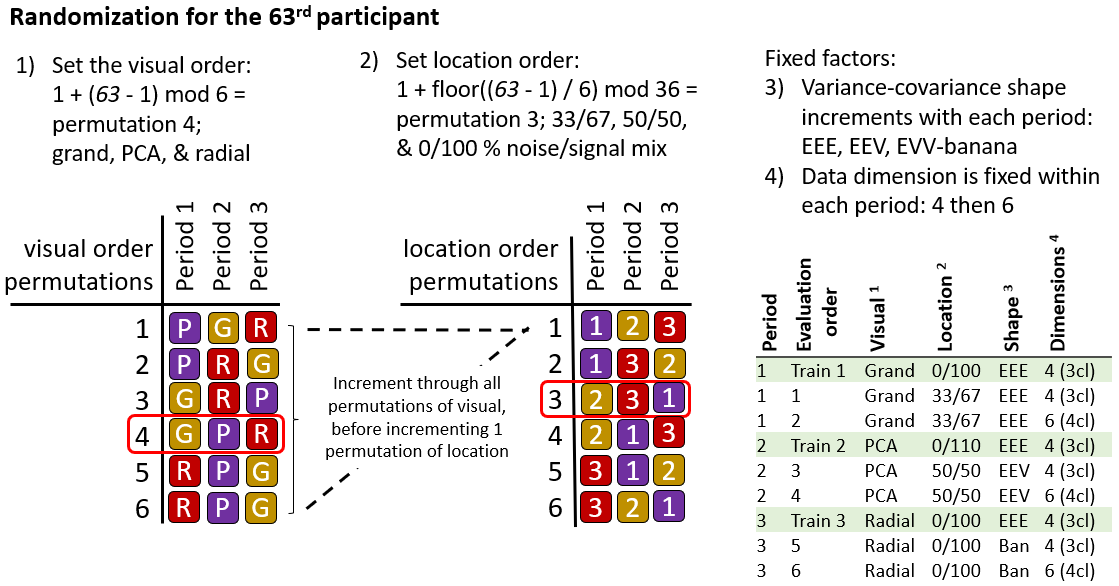 Randomization for the 63rd participant
1) Set the visual order:
1 + (63 - 1) mod 6 =
permutation 4;
grand, PCA, & radial
2) Set location order:
1 + floor((63 - 1) / 6) mod 36 =
permutation 3; 33/67, 50/50,
& 0/100 % noise/signal mix
Fixed factors:
3) Variance-covariance shape
increments with each period:
EEE, EEV, EVV-banana
4) Data dimension is fixed within
each period: 4 then 6
visual order
permutations
Period 1
Period 2
Period 3
1 P G R
2 P R G
3 G R P
4 G P R
5 R P G
6 R P G
Increment through all
permutations of visual,
before incrementing 1
permutation of location
location order
permutations
Period 1
Period 2
Period 3
1 1 2 3
2 1 3 2
3 2 3 1
4 2 1 3
5 3 1 2
6 3 2 1
Period
Evaluation
order
Visual 1
Location 2
Shape 3
Dimensions 4
1 Train 1 Grand 0/100 EEE 4 (3cl)
1 1 Grand 33/67 EEE 4 (3cl)
1 2 Grand 33/67 EEE 6 (4cl)
2 Train 2 PCA 0/110 EEE 4 (3cl)
2 3 PCA 50/50 EEV 4 (3cl)
2 4 PCA 50/50 EEV 6 (4cl)
3 Train 3 Radial 0/100 EEE 4 (3cl)
3 5 Radial 0/100 Ban 4 (3cl)
3 6 Radial 0/100 Ban 6 (4cl)